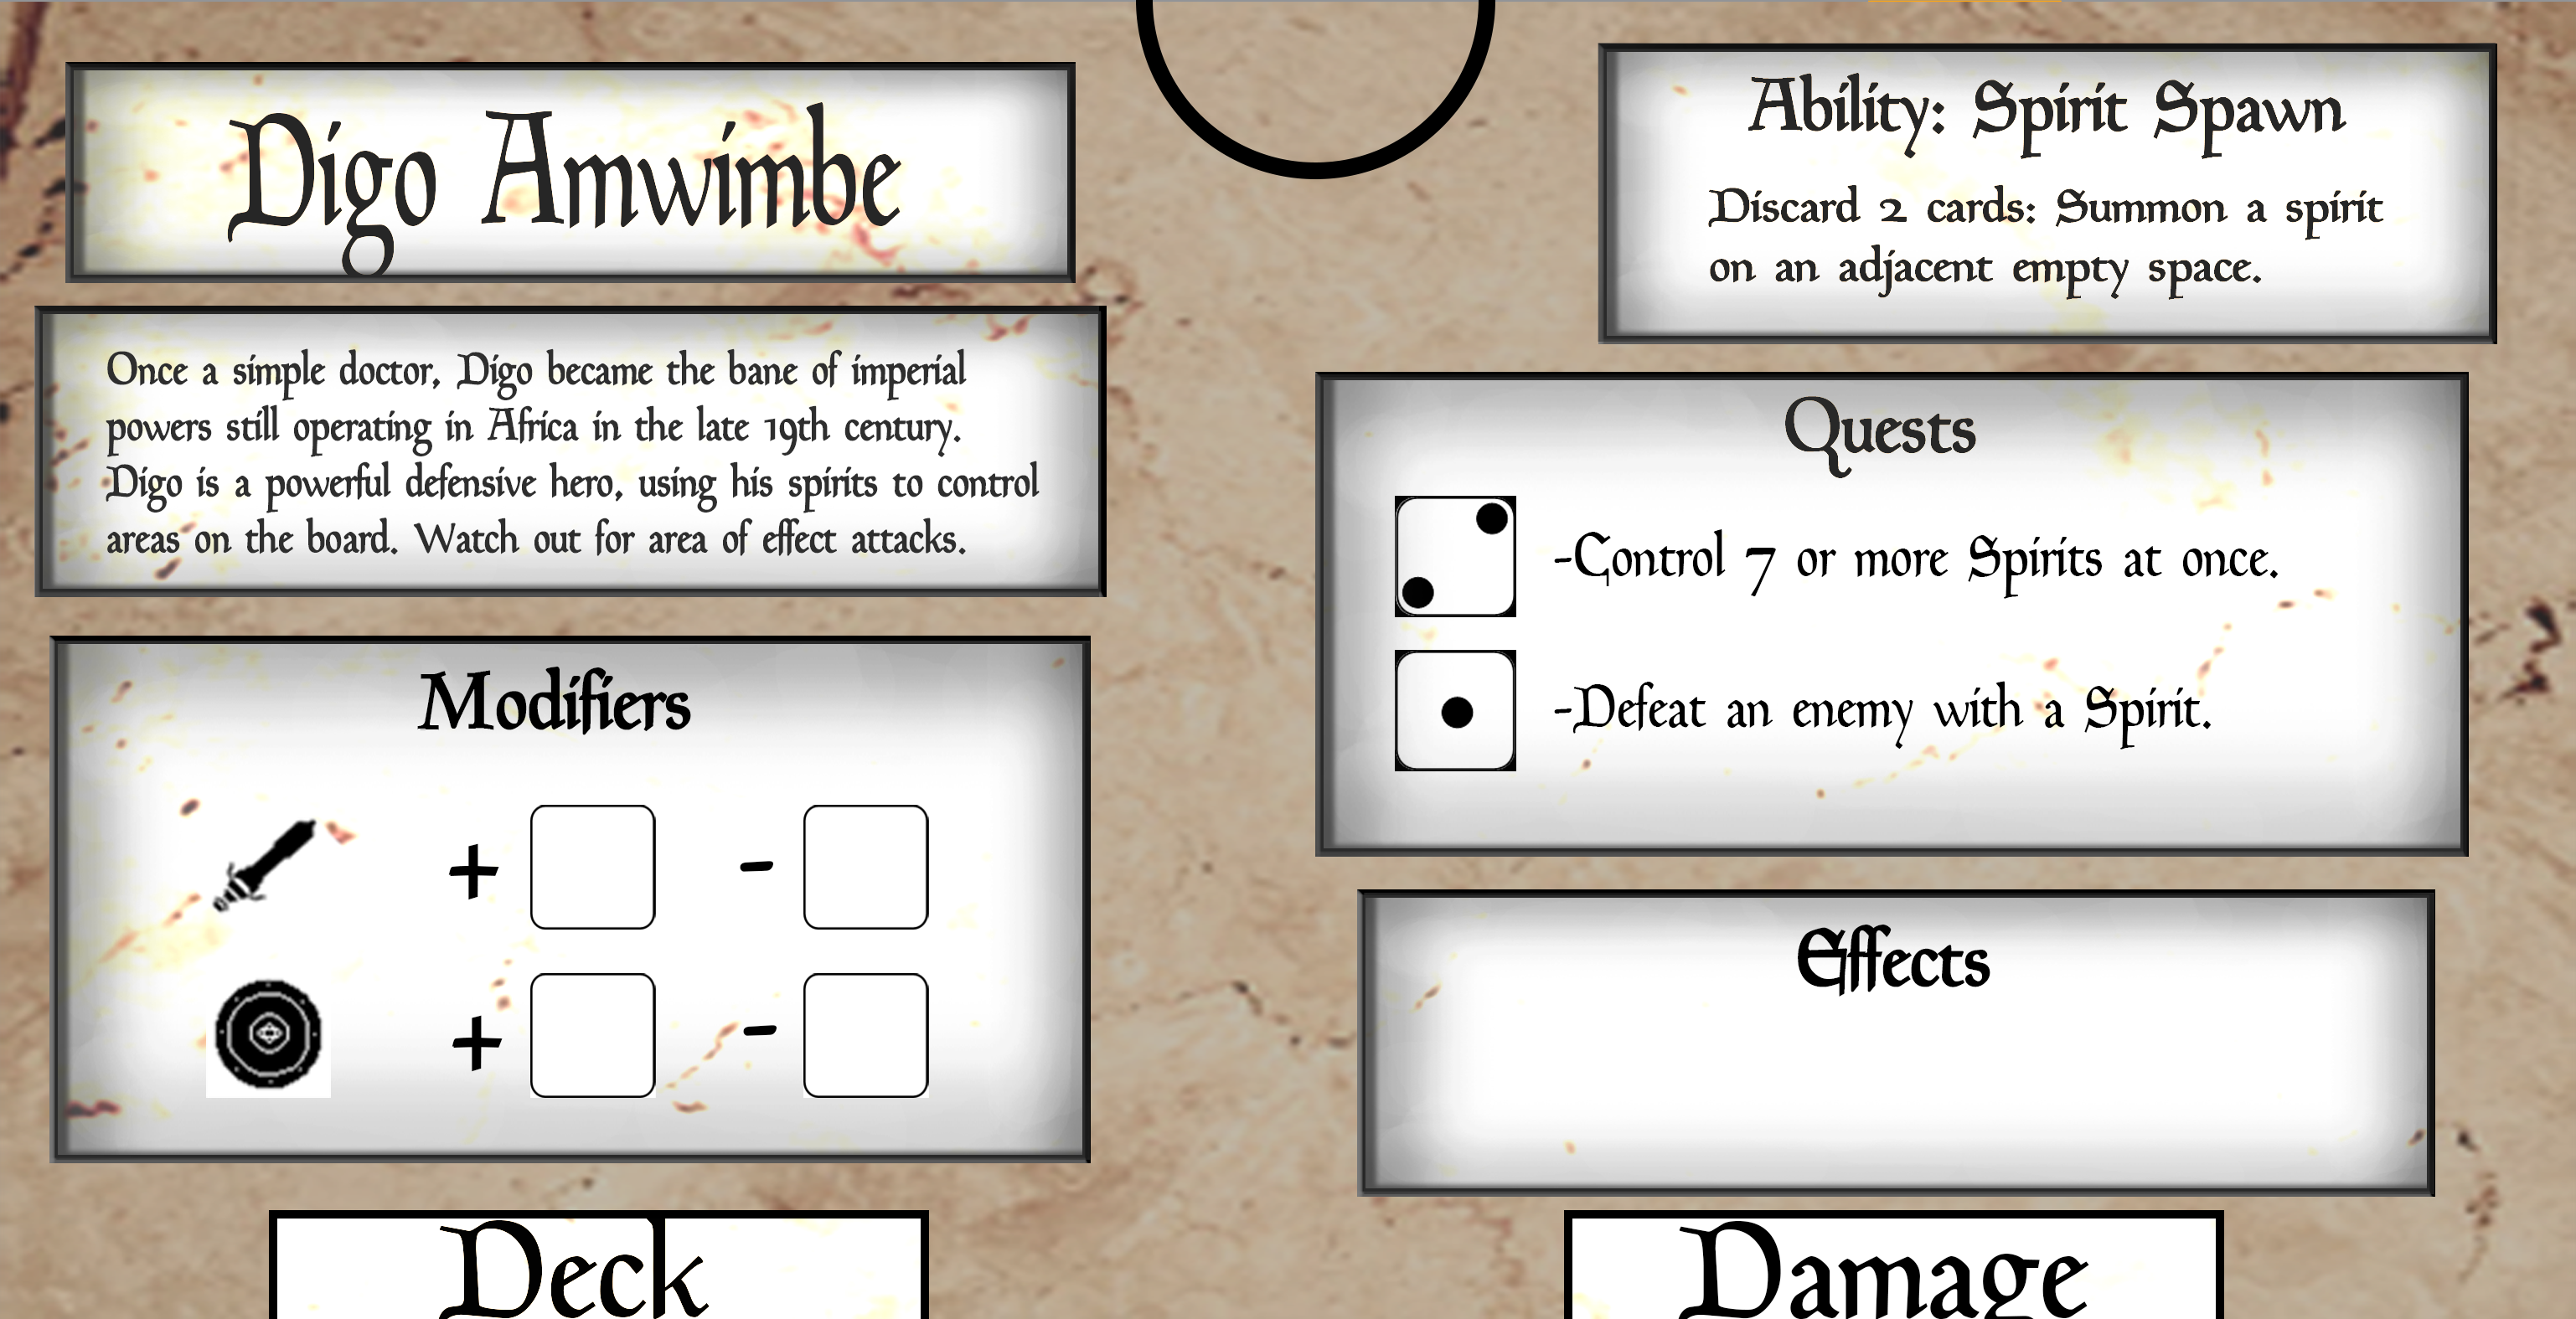 Digo Amwimbe
Once a simple doctor, Digo became the bane of imperial
powers still operating in Africa in the late 19th century.
Digo is a powerful defensive hero, using his spirits to control
areas on the board. Watch out for area of effect attacks.
Modifiers
+ -
+ -
Deck
Ability: Spirit Spawn
Discard 2 cards: Summon a spirit
on an adjacent empty space.
Quests
-Control 7 or more Spirits at once.
-Defeat an enemy with a Spirit.
Effects
Damage